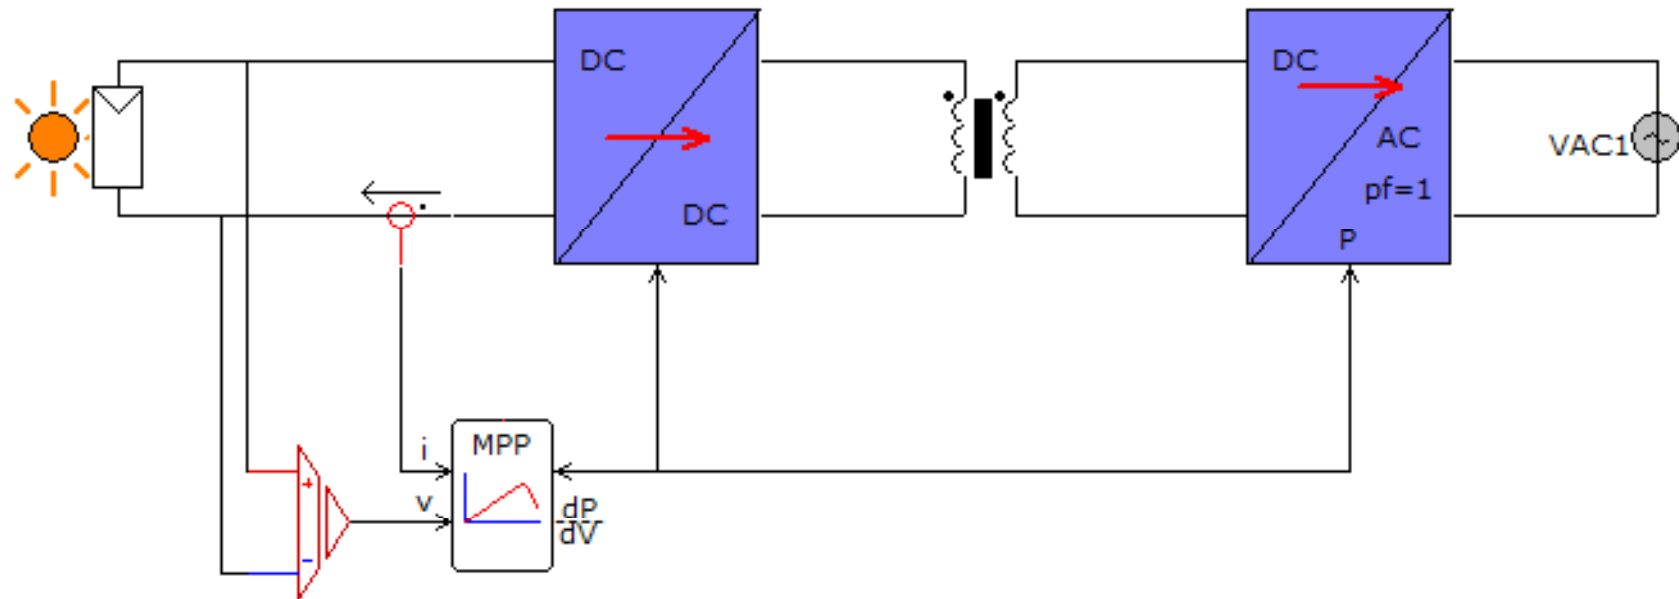 DC
DC
DC
AC
pf=1
P
VAC1
i
v
MPP
dP
dV
+
-